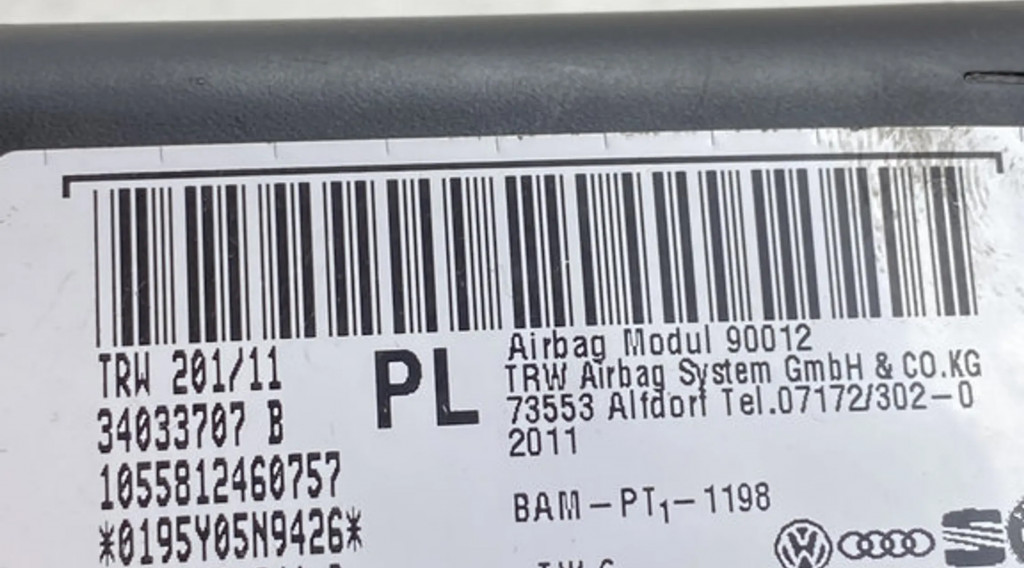 TRW 201/11
34033707 B
1055812460757
*0195Y05N9426*
PL
Airbag Modul 90012
TRW Airbag System GmbH & CO.KG
73553 Alfdorf Tel.07172/302-0
2011
BAM-PT1-1198